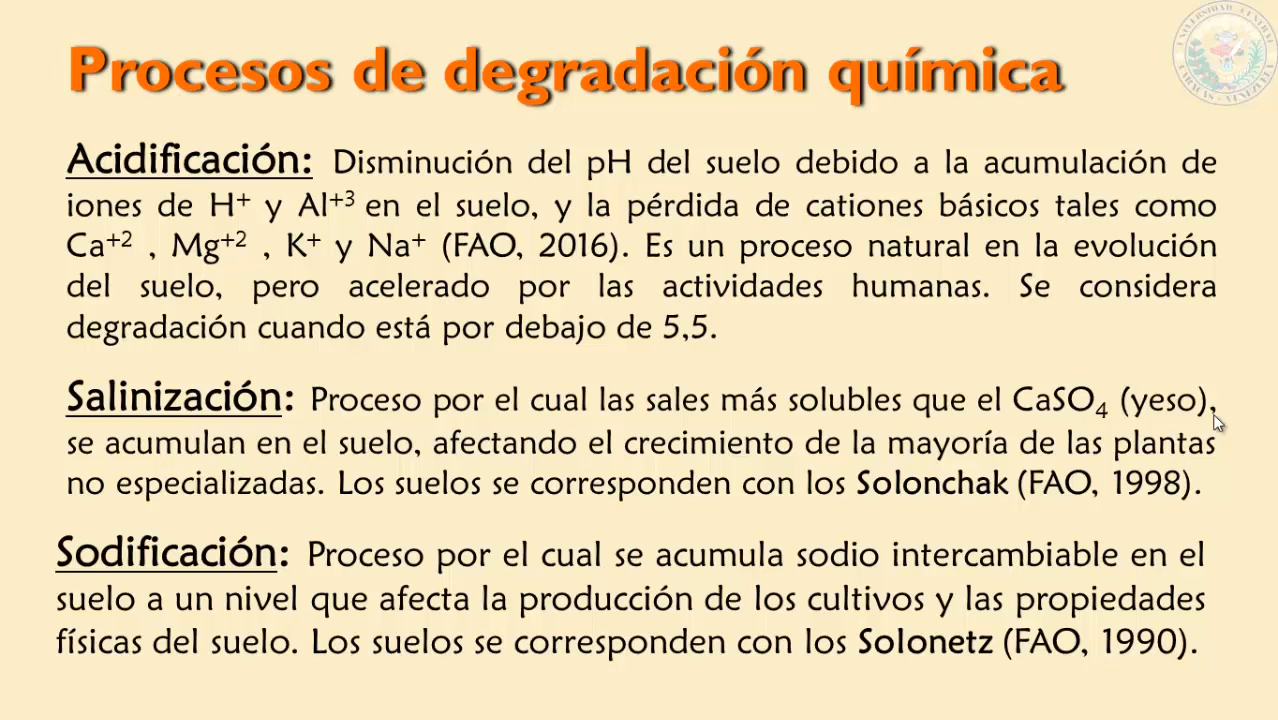 Procesos de degradación química
UNIVERSIDAD CENTRAL
CARACAS - VENEZUELA
Acidificación: Disminución del pH del suelo debido a la acumulación de
iones de H⁺ y Al⁺³ en el suelo, y la pérdida de cationes básicos tales como
Ca⁺² , Mg⁺² , K⁺ y Na⁺ (FAO, 2016). Es un proceso natural en la evolución
del suelo, pero acelerado por las actividades humanas. Se considera
degradación cuando está por debajo de 5,5.
Salinización: Proceso por el cual las sales más solubles que el CaSO₄ (yeso),
se acumulan en el suelo, afectando el crecimiento de la mayoría de las plantas
no especializadas. Los suelos se corresponden con los Solonchak (FAO, 1998).
Sodificación: Proceso por el cual se acumula sodio intercambiable en el
suelo a un nivel que afecta la producción de los cultivos y las propiedades
físicas del suelo. Los suelos se corresponden con los Solonetz (FAO, 1990).